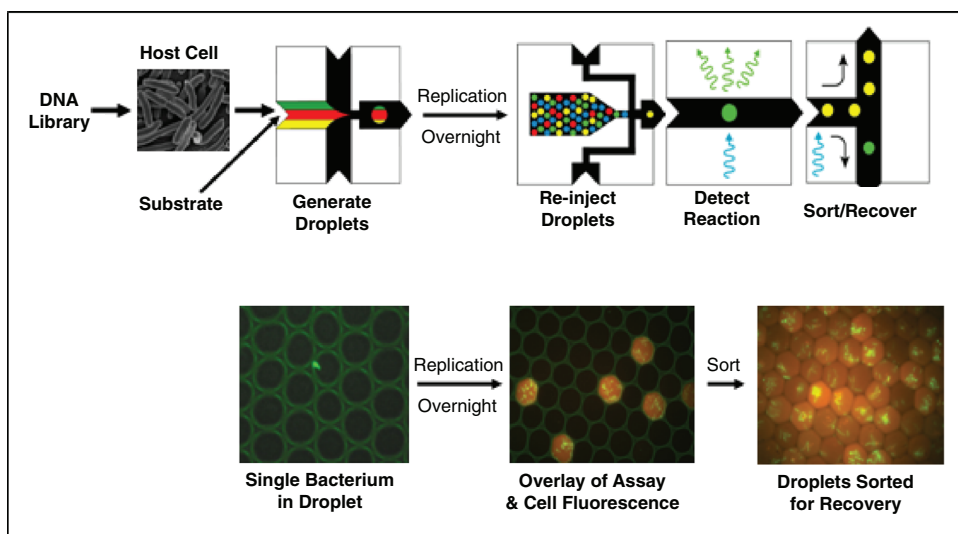 Host Cell
DNA
Library
Substrate
Generate
Droplets
Replication
Overnight
Re-inject
Droplets
Detect
Reaction
Sort/Recover
Single Bacterium
in Droplet
Replication
Overnight
Overlay of Assay
& Cell Fluorescence
Sort
Droplets Sorted
for Recovery